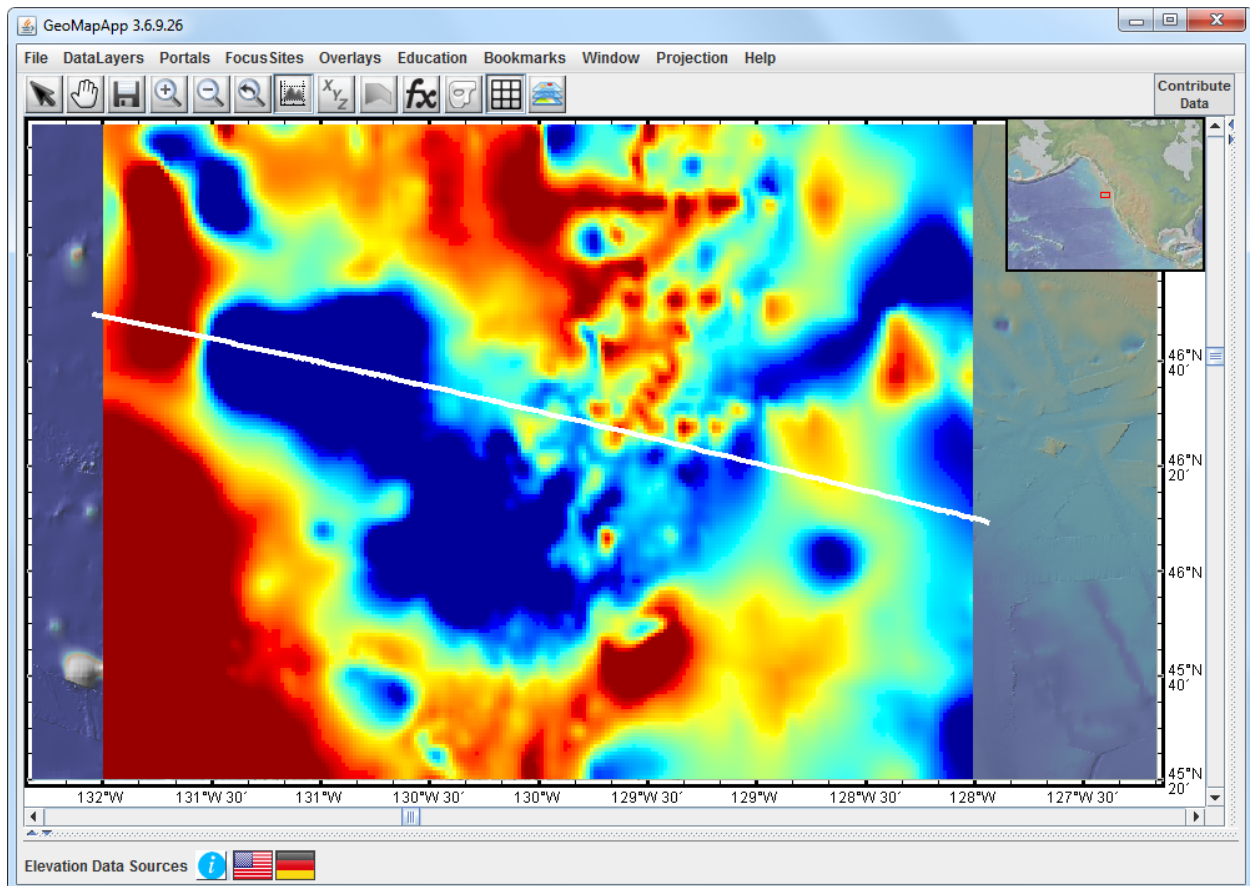 GeoMapApp 3.6.9.26
File DataLayers Portals FocusSites Overlays Education Bookmarks Window Projection Help
X Y Z fx
Contribute
Data
46°N
40´
46°N
20´
46°N
45°N
40´
45°N
20´
132°W 131°W 30´ 131°W 130°W 30´ 130°W 129°W 30´ 129°W 128°W 30´ 128°W 127°W 30´
Elevation Data Sources i